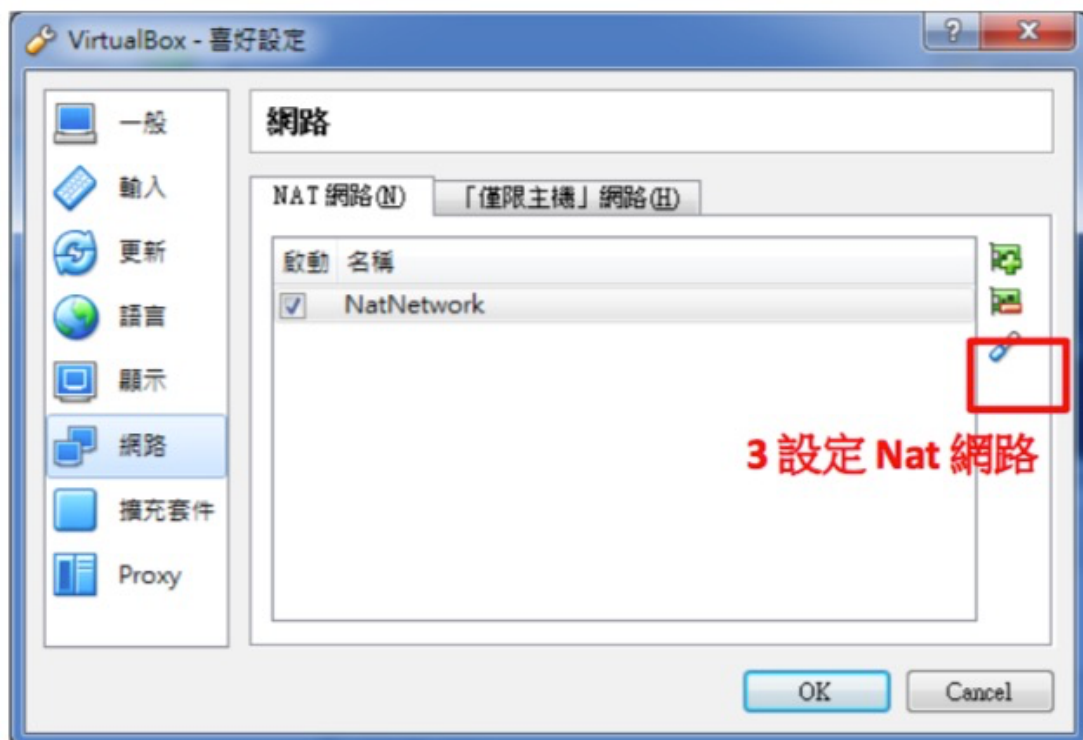 VirtualBox - 喜好設定
一般
輸入
更新
語言
顯示
網路
擴充套件
Proxy
網路
NAT 網路(N)
「僅限主機」網路(H)
啟動 名稱
NatNetwork
3 設定 Nat 網路
OK
Cancel